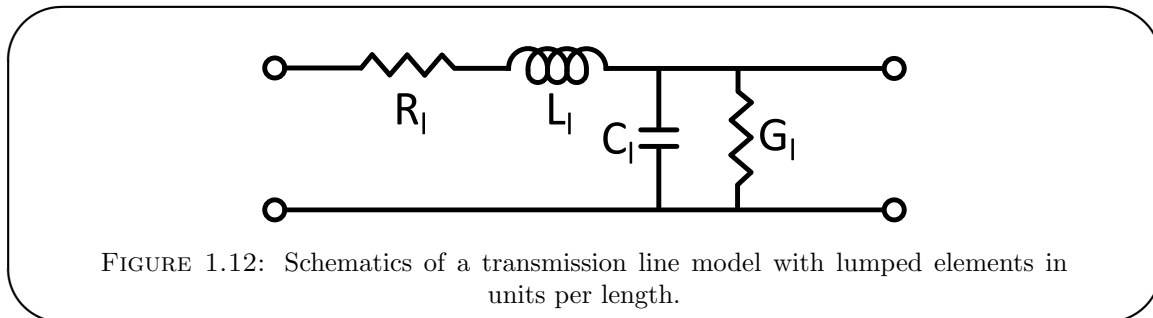 R_l
L_l
C_l
G_l
FIGURE 1.12: Schematics of a transmission line model with lumped elements in
units per length.